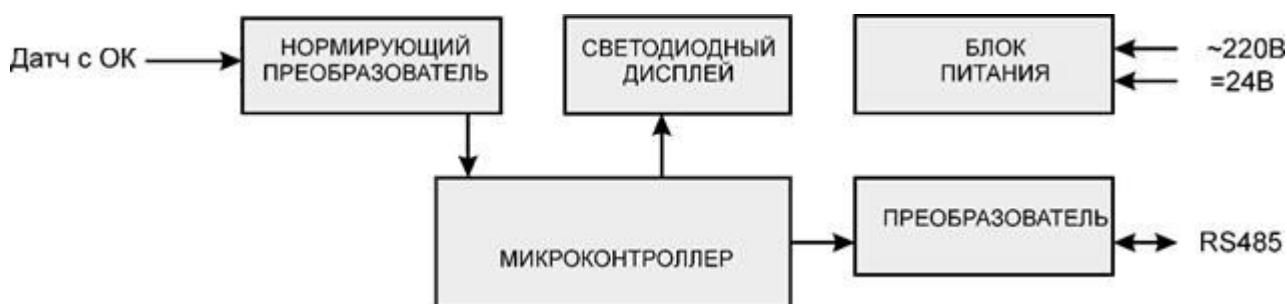 Датч с ОК
НОРМИРУЮЩИЙ
ПРЕОБРАЗОВАТЕЛЬ
СВЕТОДИОДНЫЙ
ДИСПЛЕЙ
БЛОК
ПИТАНИЯ
~220В
=24В
МИКРОКОНТРОЛЛЕР
ПРЕОБРАЗОВАТЕЛЬ
RS485